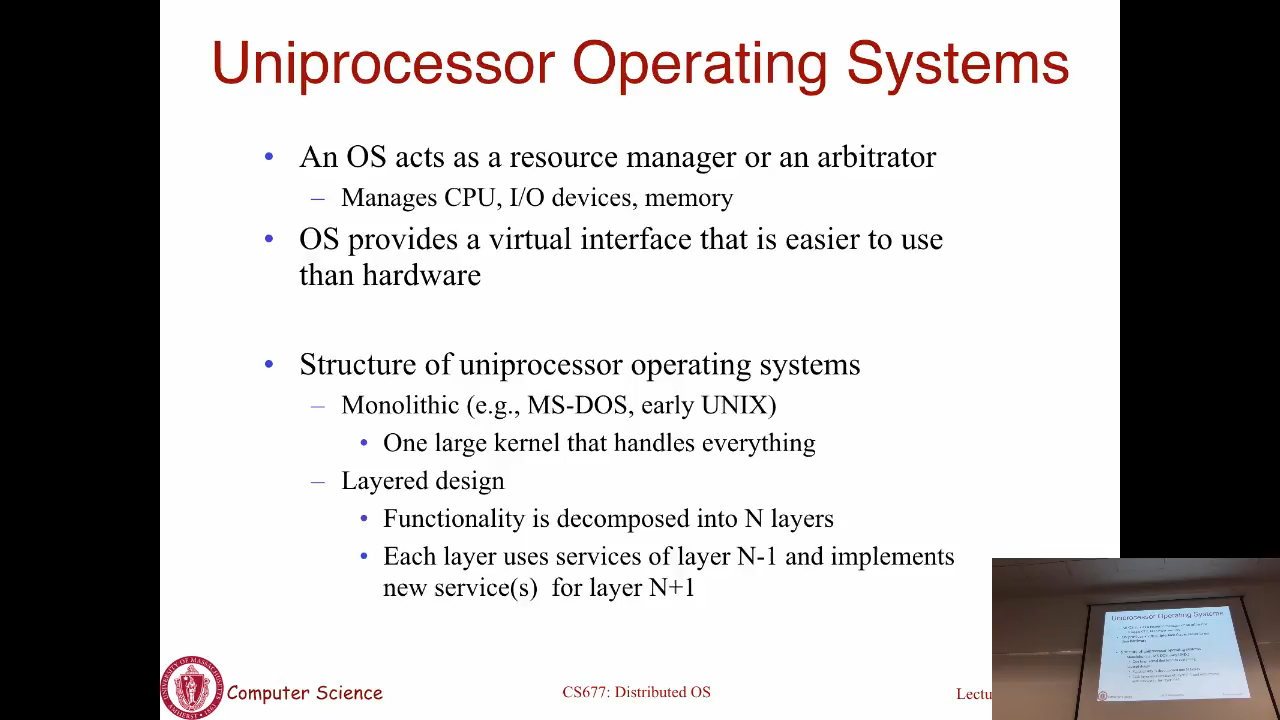 Uniprocessor Operating Systems
• An OS acts as a resource manager or an arbitrator
– Manages CPU, I/O devices, memory
• OS provides a virtual interface that is easier to use
than hardware
• Structure of uniprocessor operating systems
– Monolithic (e.g., MS-DOS, early UNIX)
• One large kernel that handles everything
– Layered design
• Functionality is decomposed into N layers
• Each layer uses services of layer N-1 and implements
new service(s) for layer N+1
Computer Science
CS677: Distributed OS
Lectu
Uniprocessor Operating Systems